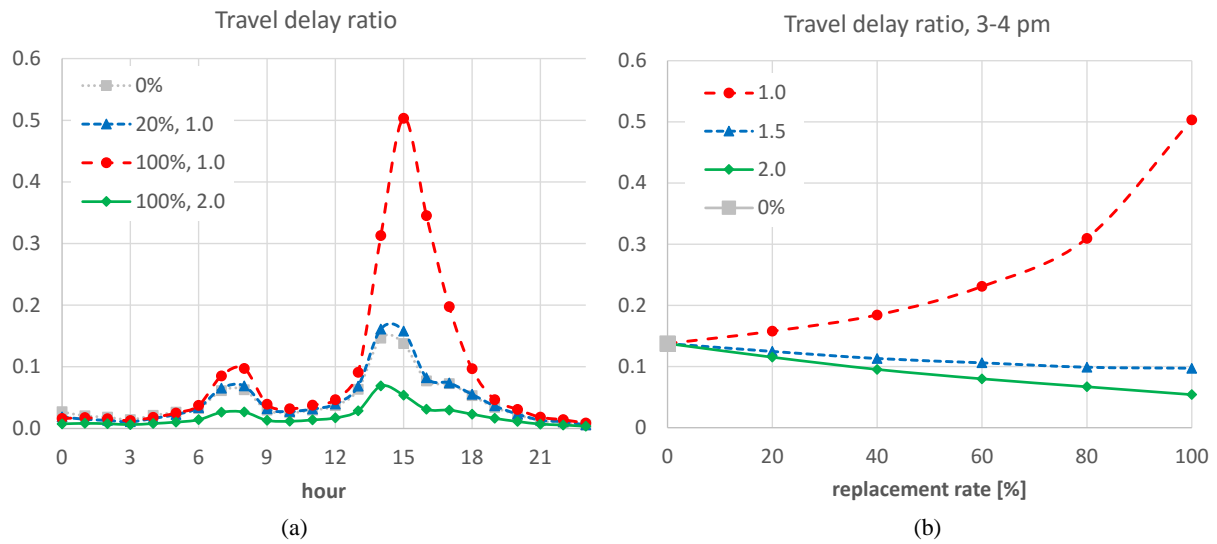 Travel delay ratio
0.6
0.5
0.4
0.3
0.2
0.1
0.0
0%
20%, 1.0
100%, 1.0
100%, 2.0
0 3 6 9 12 15 18 21
hour
(a)
Travel delay ratio, 3-4 pm
0.6
0.5
0.4
0.3
0.2
0.1
0
1.0
1.5
2.0
0%
0 20 40 60 80 100
replacement rate [%]
(b)